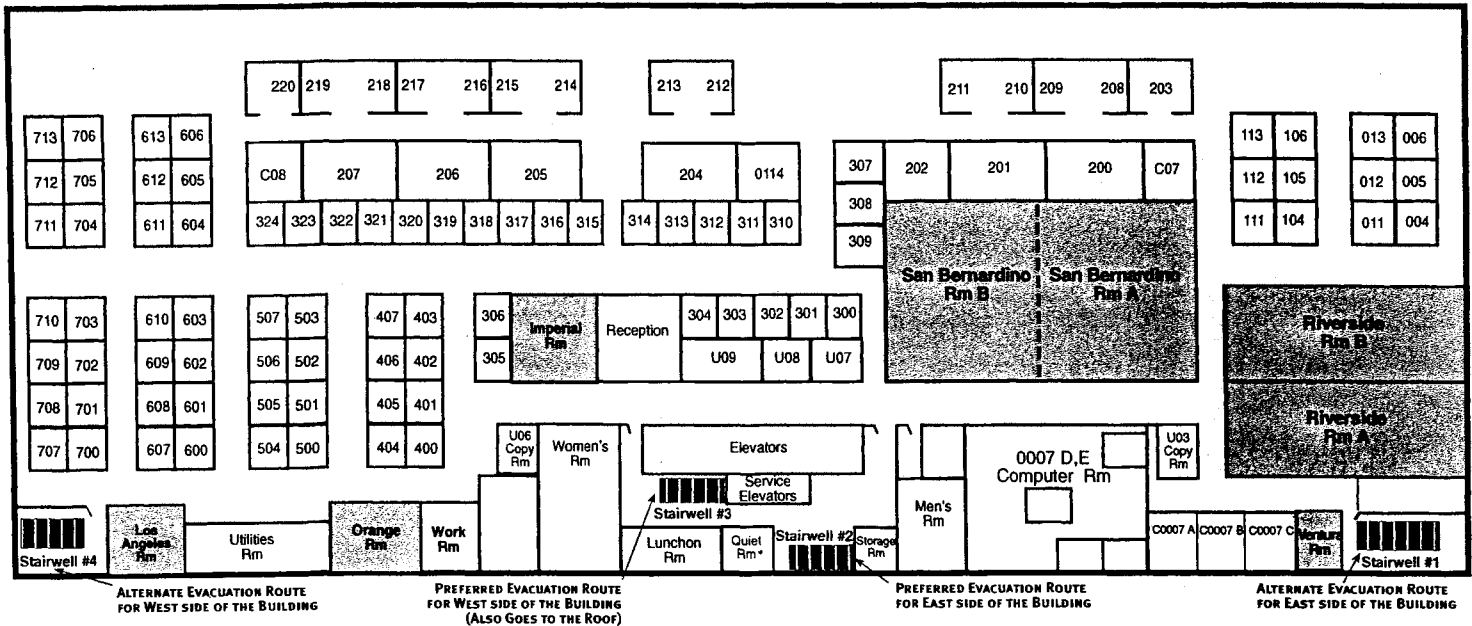 220 219 218 217 216 215 214
213 212
211 210 209 208 203
713 706
712 705
711 704
613 606
612 605
611 604
C08 207 206 205
324 323 322 321 320 319 318 317 316 315
204 0114
314 313 312 311 310
307
308
309
202 201 200 C07
San Bernardino
Rm B
San Bernardino
Rm A
113 106
112 105
111 104
013 006
012 005
011 004
710 703
709 702
708 701
707 700
610 603
609 602
608 601
607 600
507 503
506 502
505 501
504 500
407 403
406 402
405 401
404 400
306
305
Imperial
Rm
Reception
304 303 302 301 300
U09 U08 U07
Riverside
Rm B
Riverside
Rm A
U06
Copy
Rm
Women's
Rm
Elevators
Service
Elevators
Stairwell #3
Men's
Rm
0007 D,E
Computer Rm
U03
Copy
Rm
Stairwell #4
Los
Angeles
Rm
Utilities
Rm
Orange
Rm
Work
Rm
Lunchon
Rm
Quiet
Rm*
Stairwell #2
Storage
Rm
C0007 A C0007 B C0007 C
Ventura
Rm
Stairwell #1
Alternate Evacuation Route
for West side of the Building
Preferred Evacuation Route
for West side of the Building
(Also Goes to the Roof)
Preferred Evacuation Route
for East side of the Building
Alternate Evacuation Route
for East side of the Building